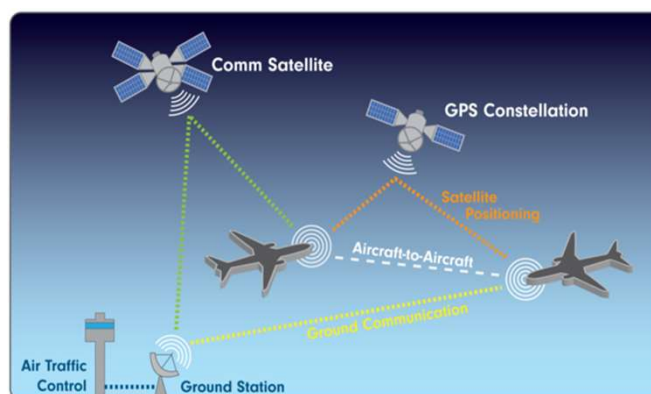 Comm Satellite
GPS Constellation
Satellite
Positioning
Aircraft-to-Aircraft
Ground Communication
Air Traffic
Control
Ground Station